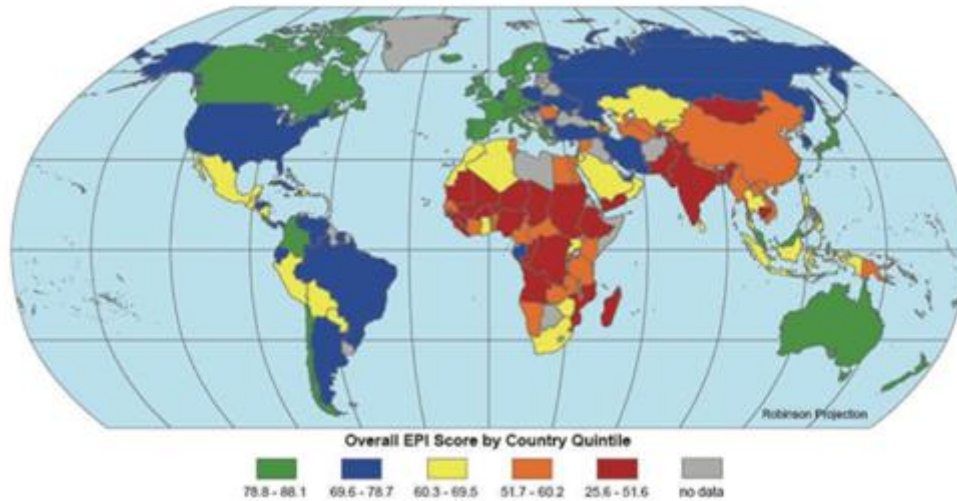 Robinson Projection
Overall EPI Score by Country Quintile
78.8 - 88.1 69.6 - 78.7 60.3 - 69.5 51.7 - 60.2 25.6 - 51.6 no data